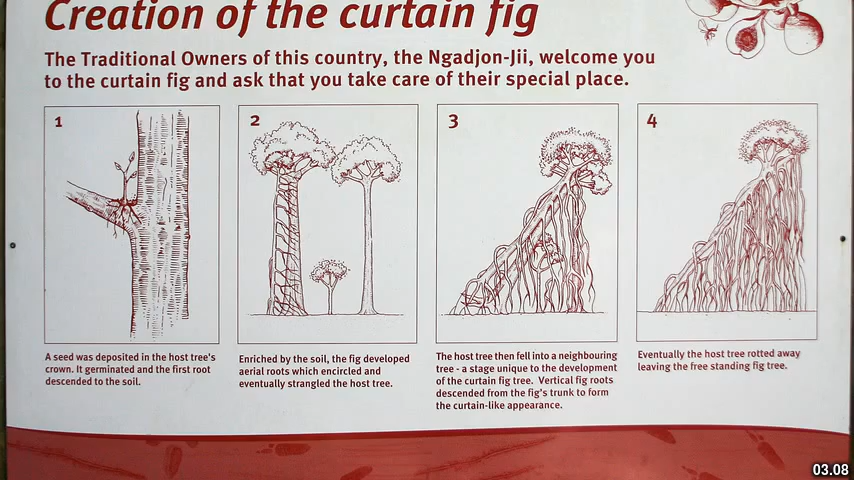 Creation of the curtain fig
The Traditional Owners of this country, the Ngadjon-Jii, welcome you
to the curtain fig and ask that you take care of their special place.
1
2
3
4
A seed was deposited in the host tree's
crown. It germinated and the first root
descended to the soil.
Enriched by the soil, the fig developed
aerial roots which encircled and
eventually strangled the host tree.
The host tree then fell into a neighbouring
tree - a stage unique to the development
of the curtain fig tree. Vertical fig roots
descended from the fig's trunk to form
the curtain-like appearance.
Eventually the host tree rotted away
leaving the free standing fig tree.
03.08